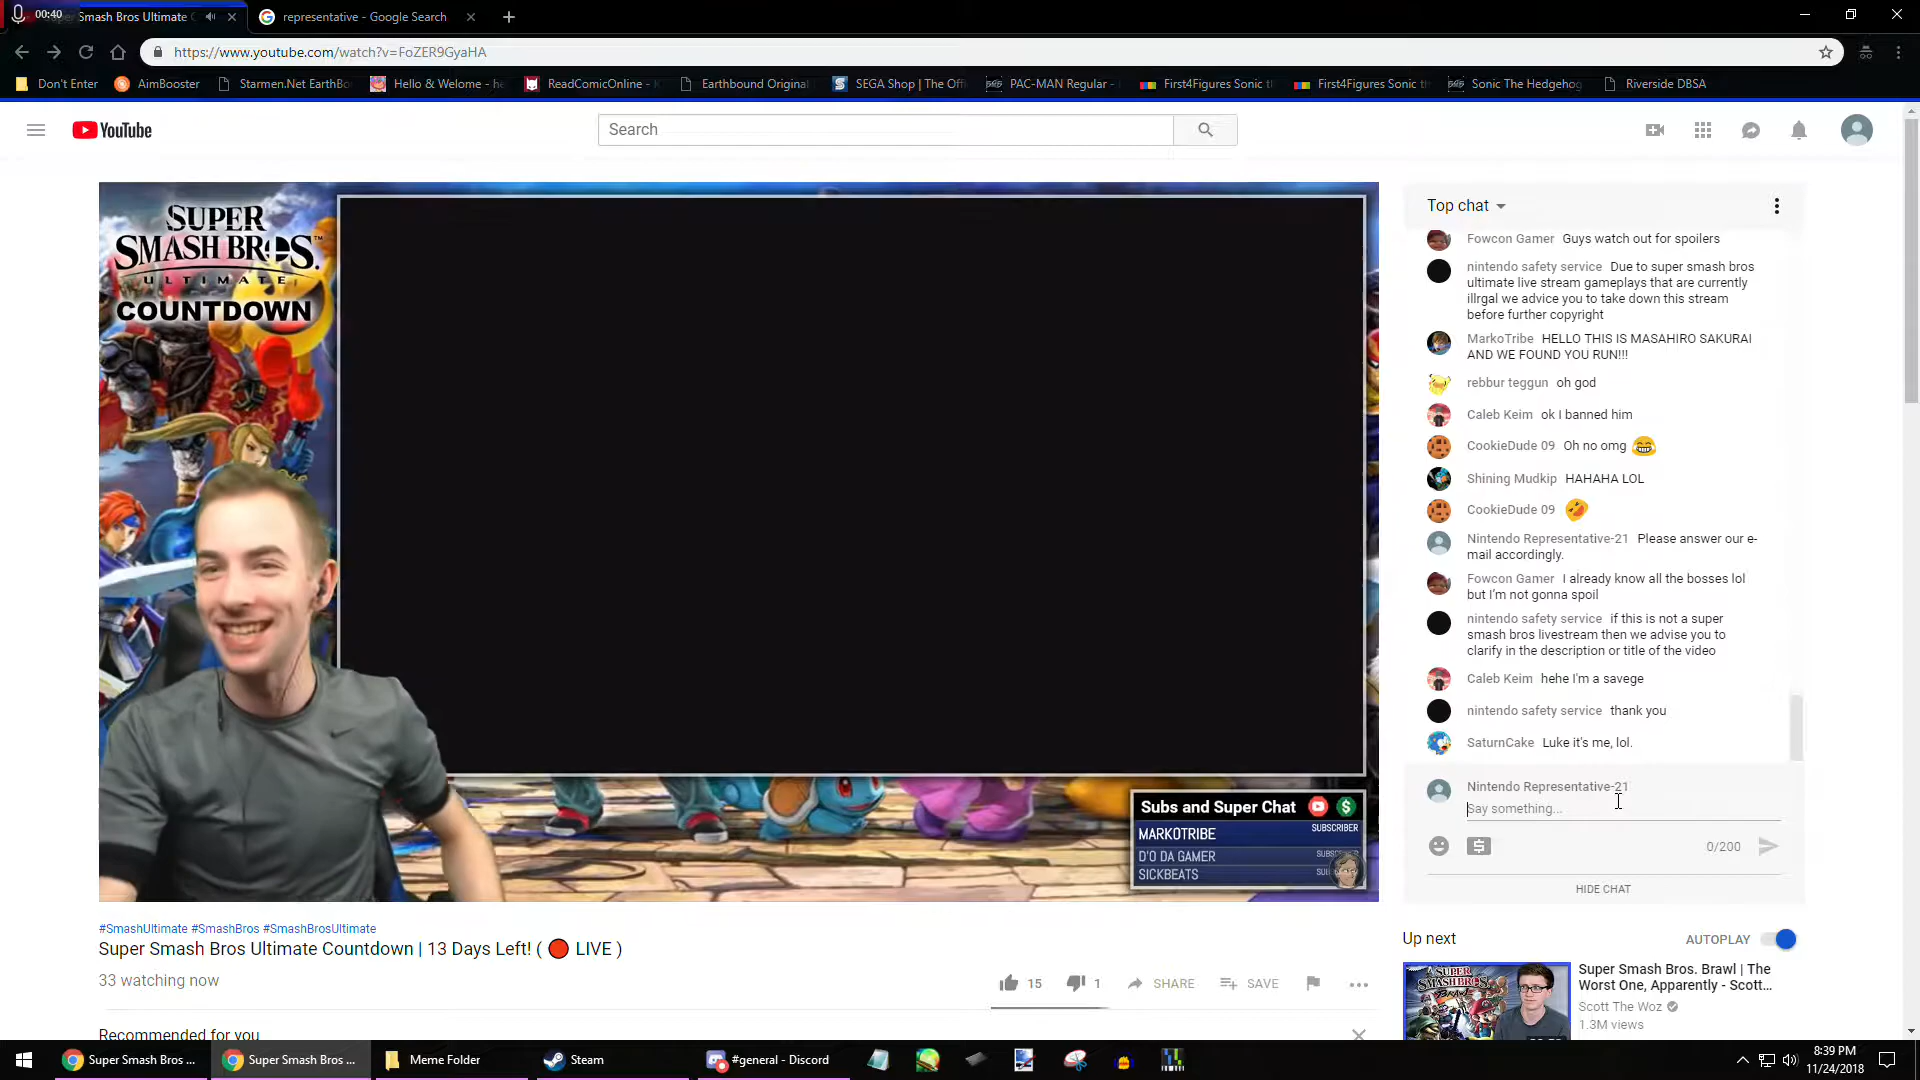 00:40
Super Smash Bros Ultimate C
representative - Google Search
https://www.youtube.com/watch?v=FoZER9GyaHA
Don't Enter
AimBooster
Starmen.Net EarthBo
Hello & Welome - he
ReadComicOnline - K
Earthbound Original
SEGA Shop | The Offi
PAC-MAN Regular -
First4Figures Sonic th
First4Figures Sonic th
Sonic The Hedgehog
Riverside DBSA
YouTube
Search
SUPER
SMASH BROS.™
ULTIMATE
COUNTDOWN
Subs and Super Chat
MARKOTRIBE SUBSCRIBER
D'O DA GAMER
SICKBEATS
Top chat
Fowcon Gamer Guys watch out for spoilers
nintendo safety service Due to super smash bros
ultimate live stream gameplays that are currently
illrgal we advice you to take down this stream
before further copyright
MarkoTribe HELLO THIS IS MASAHIRO SAKURAI
AND WE FOUND YOU RUN!!!
rebbur teggun oh god
Caleb Keim ok I banned him
CookieDude 09 Oh no omg 😂
Shining Mudkip HAHAHA LOL
CookieDude 09 🤣
Nintendo Representative-21 Please answer our e-
mail accordingly.
Fowcon Gamer I already know all the bosses lol
but I'm not gonna spoil
nintendo safety service if this is not a super
smash bros livestream then we advise you to
clarify in the description or title of the video
Caleb Keim hehe I'm a savege
nintendo safety service thank you
SaturnCake Luke it's me, lol.
Nintendo Representative-21
Say something...
0/200
HIDE CHAT
#SmashUltimate #SmashBros #SmashBrosUltimate
Super Smash Bros Ultimate Countdown | 13 Days Left! ( 🔴 LIVE )
33 watching now
15
1
SHARE
SAVE
Recommended for you
Up next
AUTOPLAY
Super Smash Bros. Brawl | The
Worst One, Apparently - Scott...
Scott The Woz
1.3M views
Super Smash Bros ...
Super Smash Bros ...
Meme Folder
Steam
#general - Discord
8:39 PM
11/24/2018